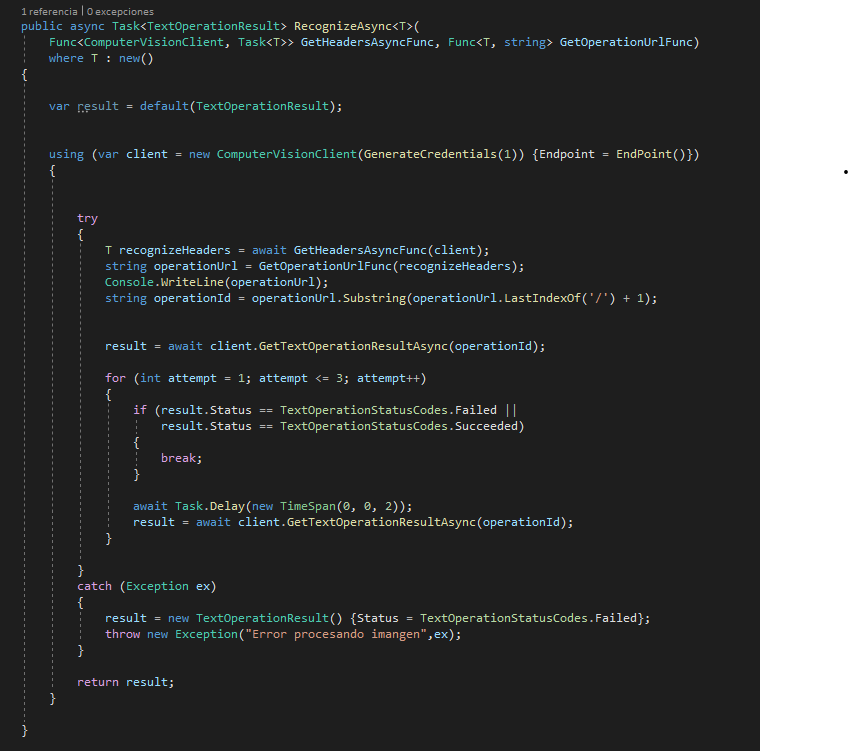 1 referencia | 0 excepciones
public async Task<TextOperationResult> RecognizeAsync<T>(
Func<ComputerVisionClient, Task<T>> GetHeadersAsyncFunc, Func<T, string> GetOperationUrlFunc)
where T : new()
{
var result = default(TextOperationResult);
using (var client = new ComputerVisionClient(GenerateCredentials(1)) {Endpoint = EndPoint()})
{
try
{
T recognizeHeaders = await GetHeadersAsyncFunc(client);
string operationUrl = GetOperationUrlFunc(recognizeHeaders);
Console.WriteLine(operationUrl);
string operationId = operationUrl.Substring(operationUrl.LastIndexOf('/') + 1);
result = await client.GetTextOperationResultAsync(operationId);
for (int attempt = 1; attempt <= 3; attempt++)
{
if (result.Status == TextOperationStatusCodes.Failed ||
result.Status == TextOperationStatusCodes.Succeeded)
{
break;
}
await Task.Delay(new TimeSpan(0, 0, 2));
result = await client.GetTextOperationResultAsync(operationId);
}
}
catch (Exception ex)
{
result = new TextOperationResult() {Status = TextOperationStatusCodes.Failed};
throw new Exception("Error procesando imangen",ex);
}
return result;
}
}